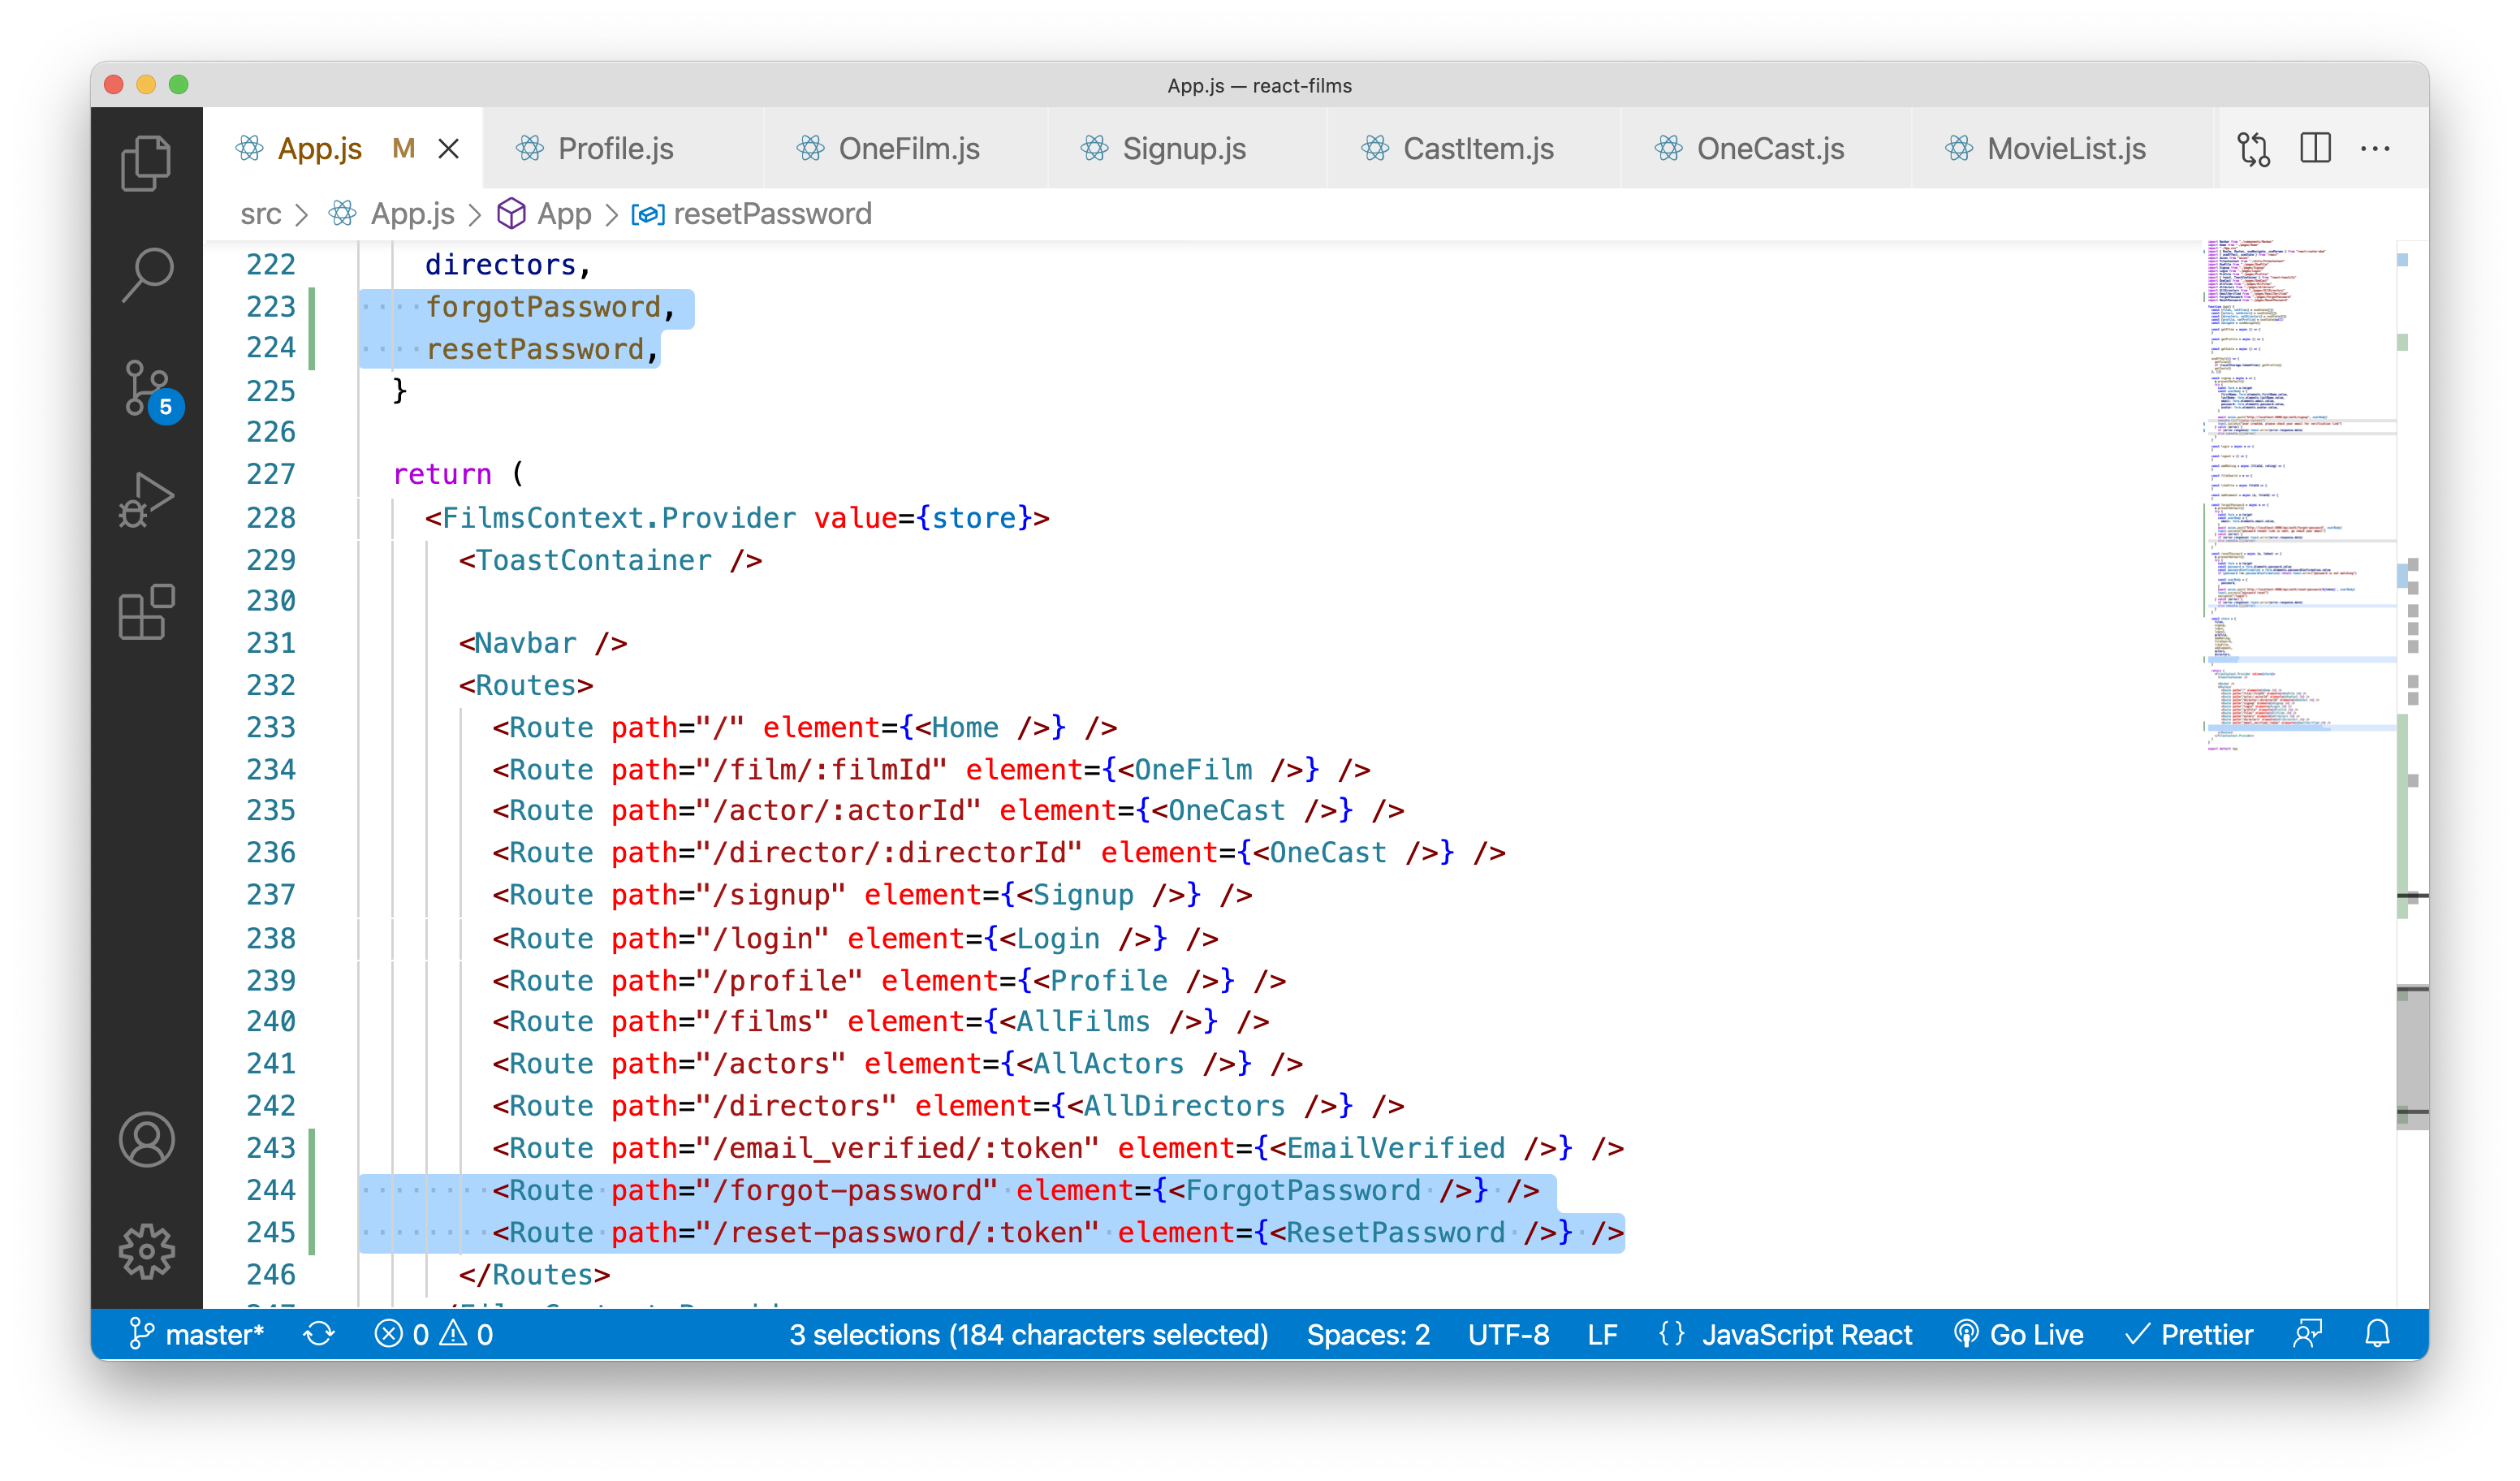 App.js — react-films
App.js M Profile.js OneFilm.js Signup.js CastItem.js OneCast.js MovieList.js
src > App.js > App > resetPassword
222 directors,
223 forgotPassword,
224 resetPassword,
225 }
226
227 return (
228 <FilmsContext.Provider value={store}>
229 <ToastContainer />
230
231 <Navbar />
232 <Routes>
233 <Route path="/" element={<Home />} />
234 <Route path="/film/:filmId" element={<OneFilm />} />
235 <Route path="/actor/:actorId" element={<OneCast />} />
236 <Route path="/director/:directorId" element={<OneCast />} />
237 <Route path="/signup" element={<Signup />} />
238 <Route path="/login" element={<Login />} />
239 <Route path="/profile" element={<Profile />} />
240 <Route path="/films" element={<AllFilms />} />
241 <Route path="/actors" element={<AllActors />} />
242 <Route path="/directors" element={<AllDirectors />} />
243 <Route path="/email_verified/:token" element={<EmailVerified />} />
244 <Route path="/forgot-password" element={<ForgotPassword />} />
245 <Route path="/reset-password/:token" element={<ResetPassword />} />
246 </Routes>
5
master* 0 0 3 selections (184 characters selected) Spaces: 2 UTF-8 LF {} JavaScript React Go Live Prettier